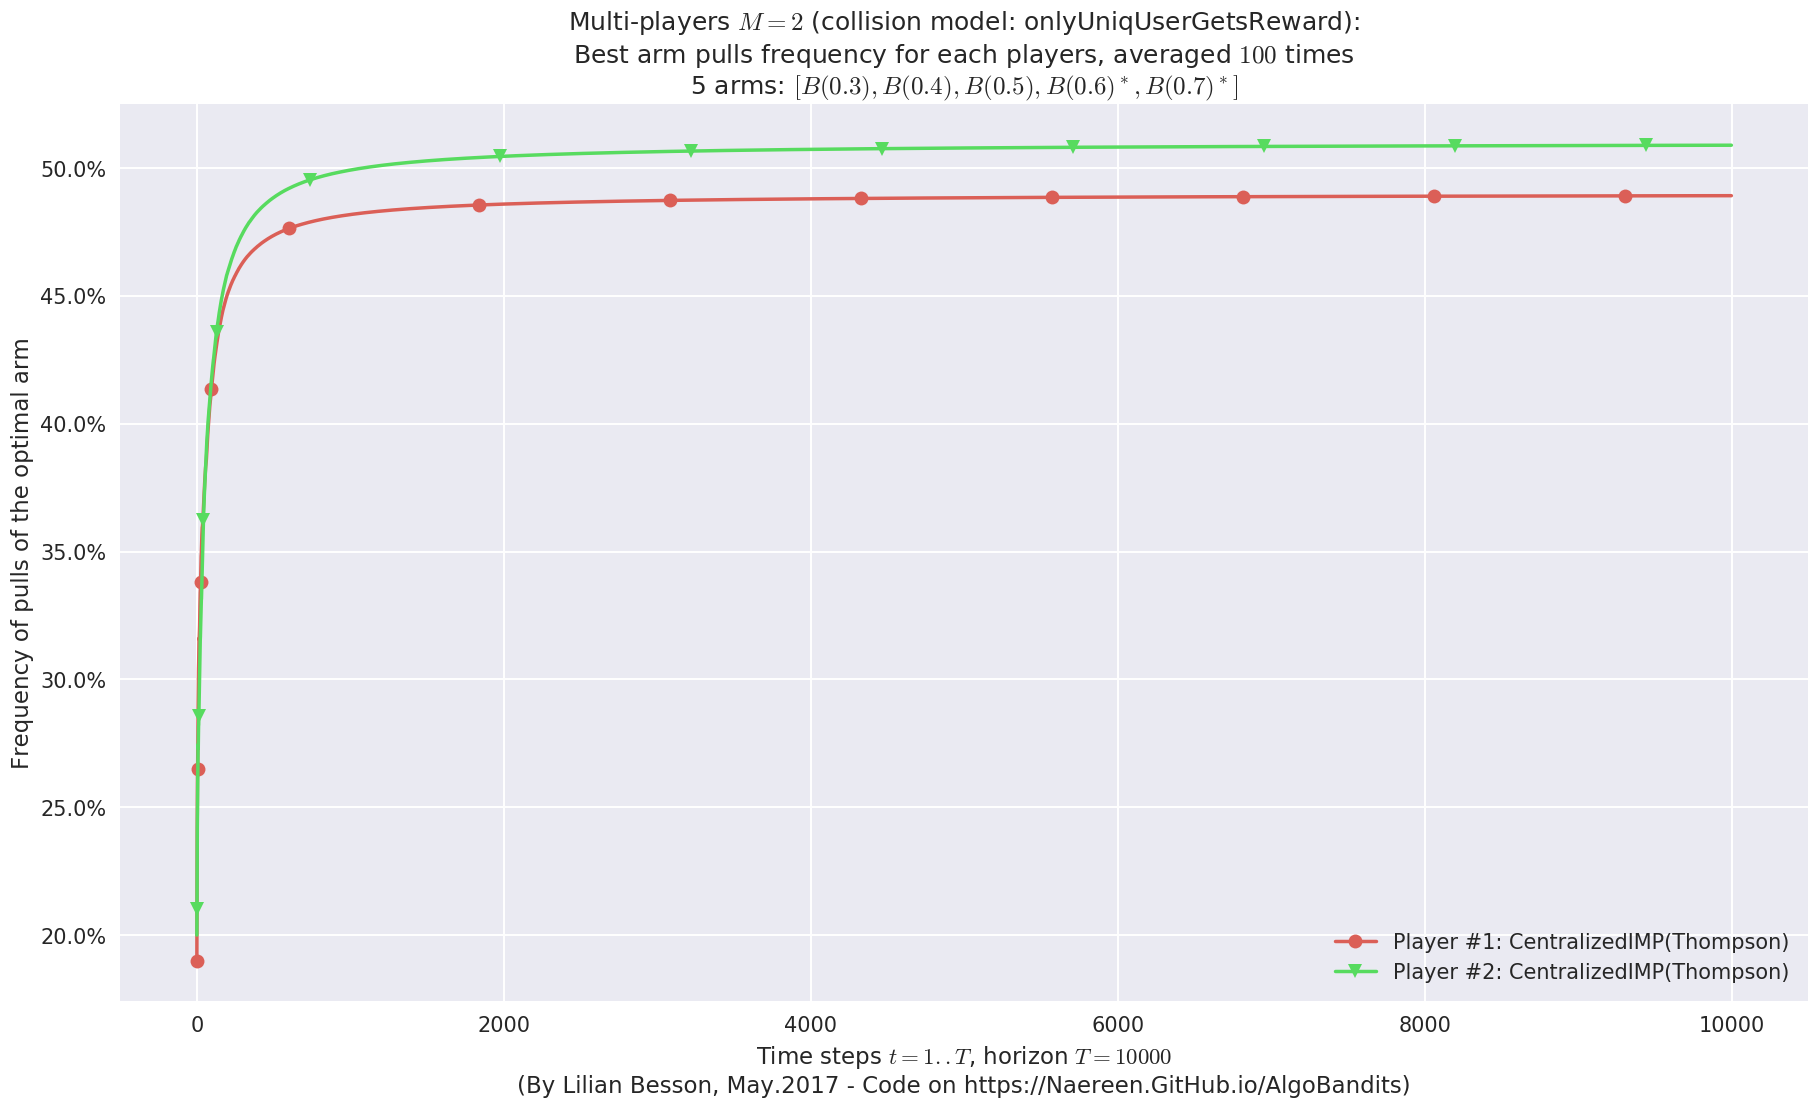 Multi-players M = 2 (collision model: onlyUniqUserGetsReward):
Best arm pulls frequency for each players, averaged 100 times
5 arms: [B(0.3), B(0.4), B(0.5), B(0.6)*, B(0.7)*]
Frequency of pulls of the optimal arm
50.0%
45.0%
40.0%
35.0%
30.0%
25.0%
20.0%
Player #1: CentralizedIMP(Thompson)
Player #2: CentralizedIMP(Thompson)
0 2000 4000 6000 8000 10000
Time steps t = 1..T, horizon T = 10000
(By Lilian Besson, May.2017 - Code on https://Naereen.GitHub.io/AlgoBandits)